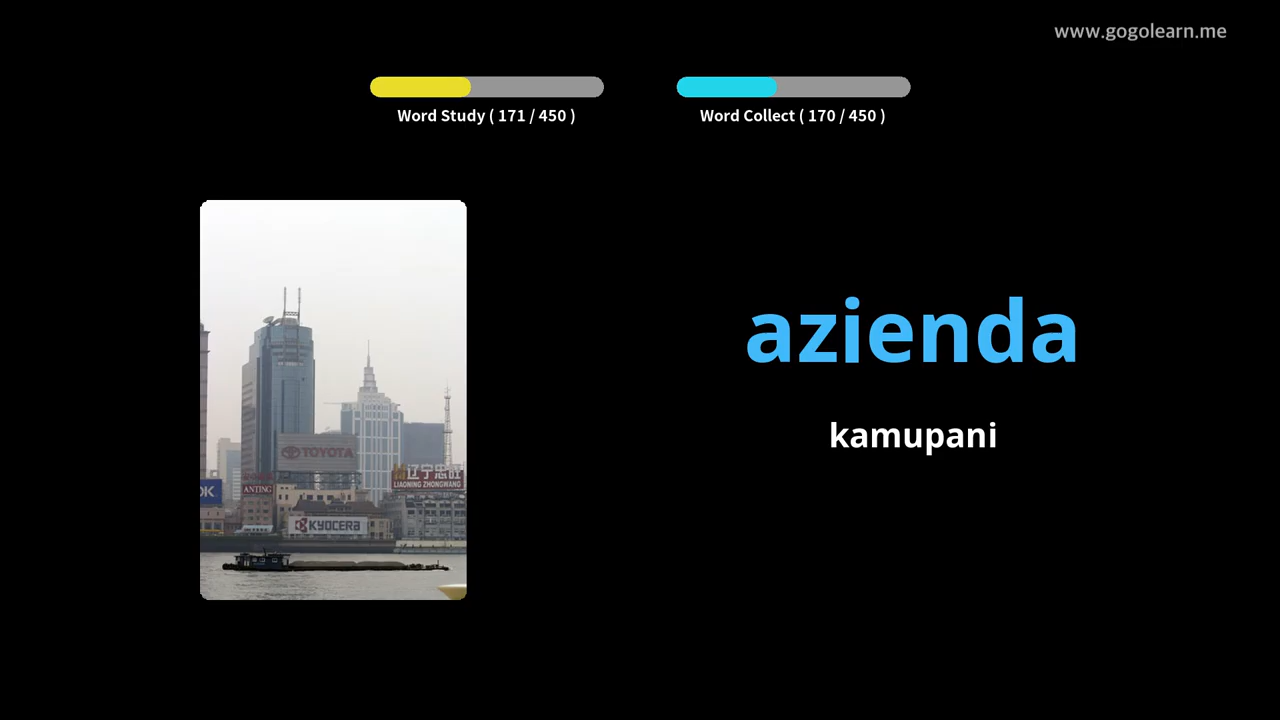 www.gogolearn.me
Word Study ( 171 / 450 )
Word Collect ( 170 / 450 )
azienda
kamupani
TOYOTA
辽宁忠旺
LIAONING ZHONGWANG
OK
ANTING
KYOCERA